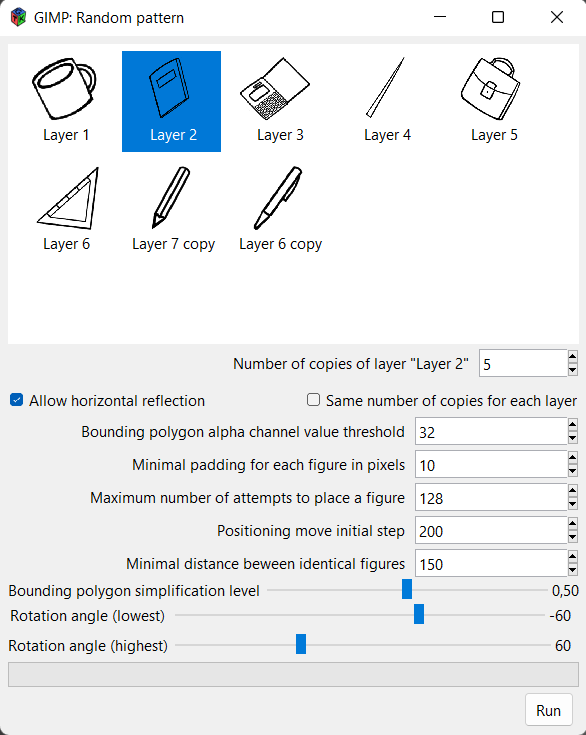 GIMP: Random pattern
Layer 1
Layer 2
Layer 3
Layer 4
Layer 5
Layer 6
Layer 7 copy
Layer 6 copy
Number of copies of layer "Layer 2" 5
Allow horizontal reflection
Same number of copies for each layer
Bounding polygon alpha channel value threshold 32
Minimal padding for each figure in pixels 10
Maximum number of attempts to place a figure 128
Positioning move initial step 200
Minimal distance beween identical figures 150
Bounding polygon simplification level 0,50
Rotation angle (lowest) -60
Rotation angle (highest) 60
Run